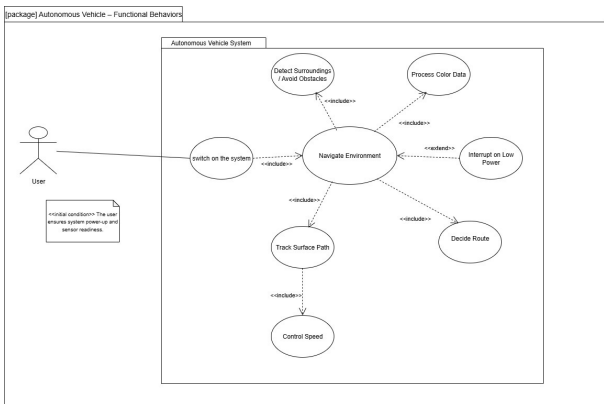 [package] Autonomous Vehicle – Functional Behaviors
Autonomous Vehicle System
Detect Surroundings
/ Avoid Obstacles
Process Color Data
<<include>>
<<include>>
switch on the system
<<include>>
Navigate Environment
<<extend>>
Interrupt on Low
Power
User
<<initial condition>> The user
ensures system power-up and
sensor readiness.
<<include>>
<<include>>
Track Surface Path
Decide Route
<<include>>
Control Speed